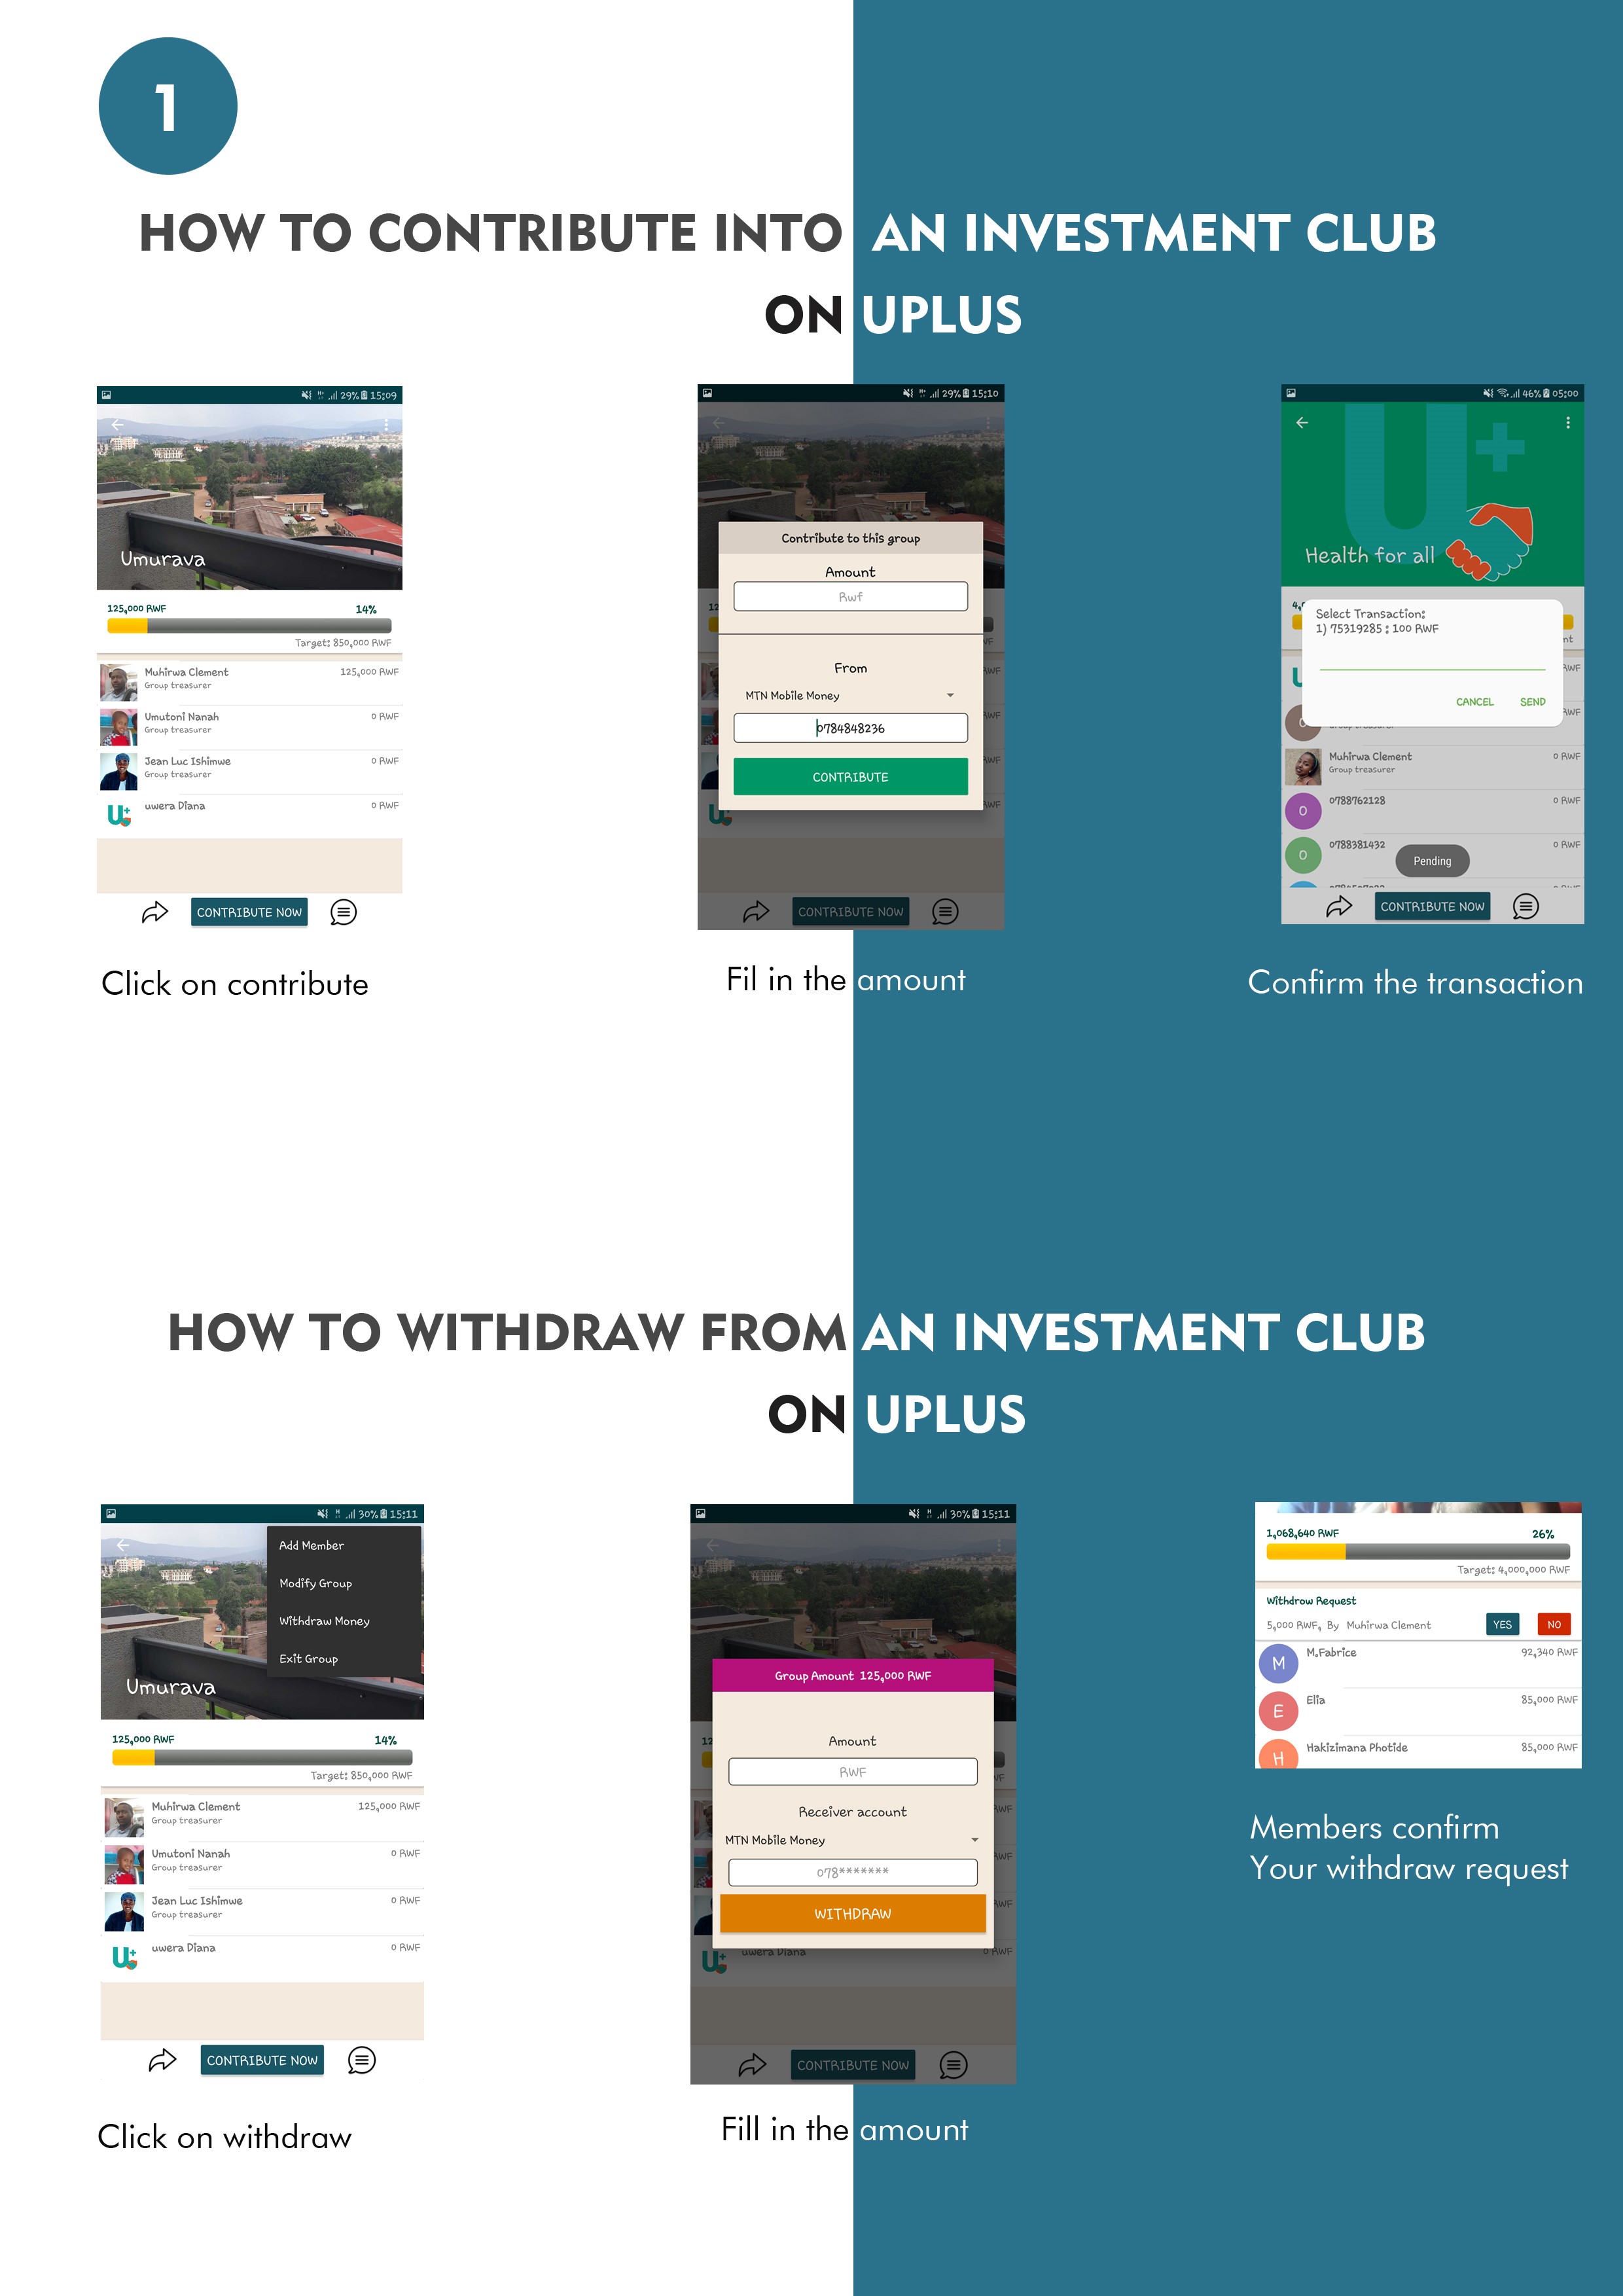 1
HOW TO CONTRIBUTE INTO AN INVESTMENT CLUB
ON UPLUS
29% 15:09
Umurava
125,000 RWF 14%
Target: 850,000 RWF
Muhirwa Clement 125,000 RWF
Group treasurer
Umutoni Nanah 0 RWF
Group treasurer
Jean Luc Ishimwe 0 RWF
Group treasurer
uwera Diana 0 RWF
CONTRIBUTE NOW
Click on contribute
29% 15:10
Contribute to this group
Amount
Rwf
From
MTN Mobile Money
0784848236
CONTRIBUTE
CONTRIBUTE NOW
Fil in the amount
46% 05:00
U+
Health for all
Select Transaction:
1) 75319285 : 100 RWF
CANCEL SEND
Muhirwa Clement 0 RWF
Group treasurer
O 0788762128 0 RWF
O 0788381432 0 RWF
Pending
CONTRIBUTE NOW
Confirm the transaction
HOW TO WITHDRAW FROM AN INVESTMENT CLUB
ON UPLUS
30% 15:11
Add Member
Modify Group
Withdraw Money
Exit Group
Umurava
125,000 RWF 14%
Target: 850,000 RWF
Muhirwa Clement 125,000 RWF
Group treasurer
Umutoni Nanah 0 RWF
Group treasurer
Jean Luc Ishimwe 0 RWF
Group treasurer
uwera Diana 0 RWF
CONTRIBUTE NOW
Click on withdraw
30% 15:11
Group Amount 125,000 RWF
Amount
RWF
Receiver account
MTN Mobile Money
078*******
WITHDRAW
uwera Diana 0 RWF
CONTRIBUTE NOW
Fill in the amount
1,068,640 RWF 26%
Target: 4,000,000 RWF
Withdrow Request
5,000 RWF, By Muhirwa Clement YES NO
M M.Fabrice 92,340 RWF
E Elia 85,000 RWF
H Hakizimana Photide 85,000 RWF
Members confirm
Your withdraw request